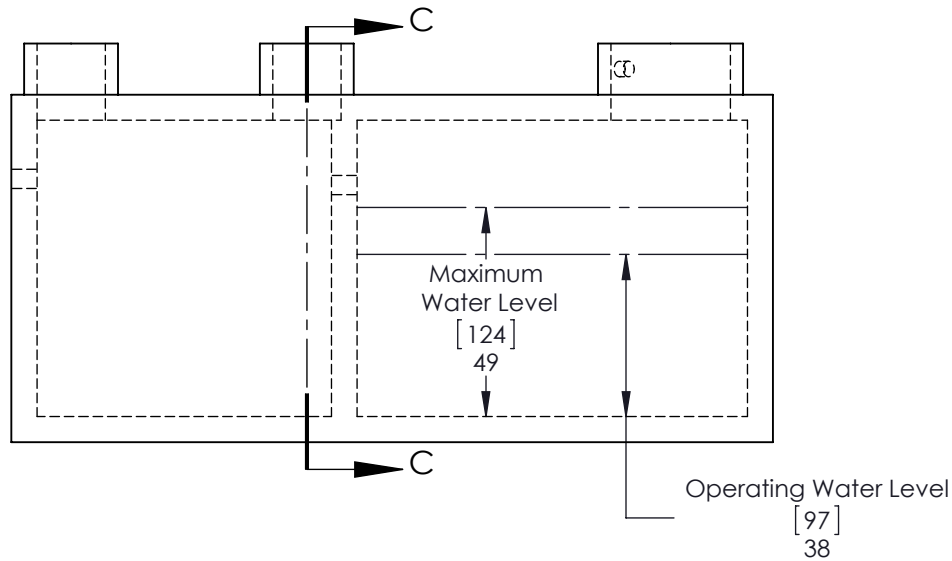 C
Maximum
Water Level
[124]
49
C
Operating Water Level
[97]
38